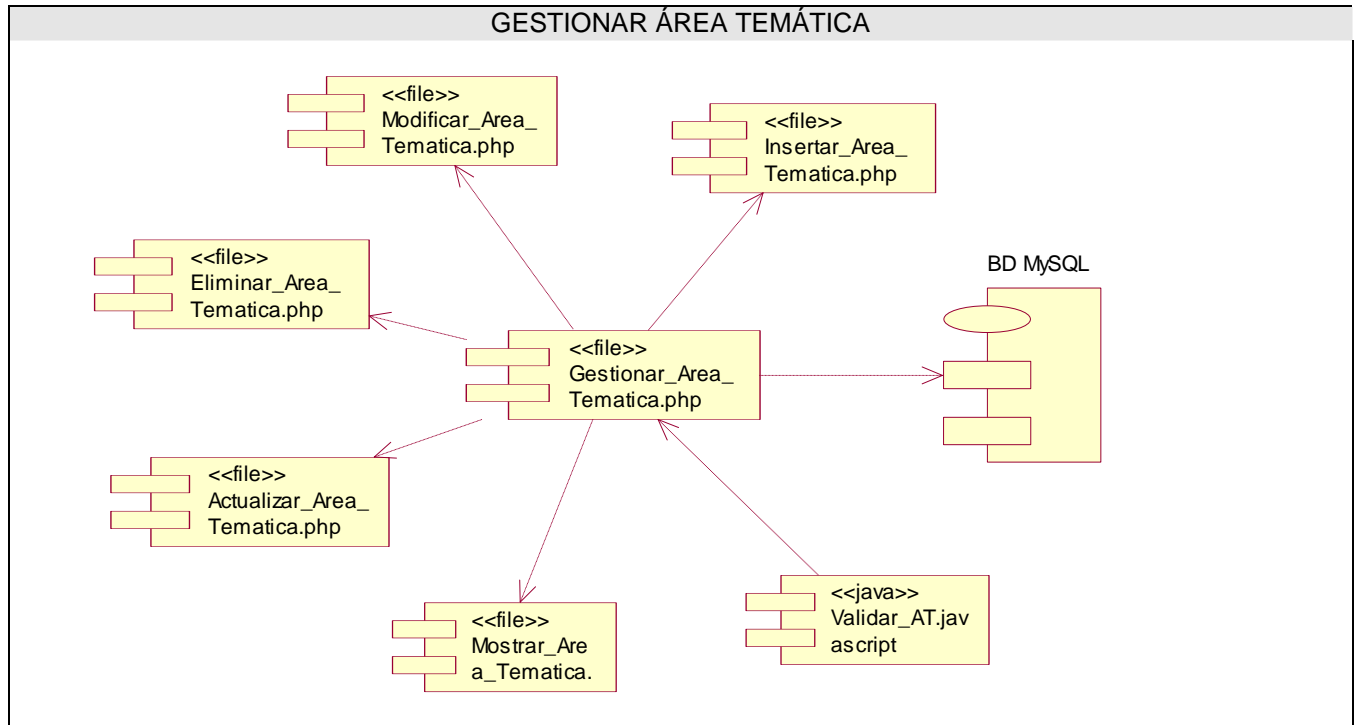 GESTIONAR ÁREA TEMÁTICA
<<file>>
Modificar_Area_
Tematica.php
<<file>>
Insertar_Area_
Tematica.php
<<file>>
Eliminar_Area_
Tematica.php
BD MySQL
<<file>>
Gestionar_Area_
Tematica.php
<<file>>
Actualizar_Area_
Tematica.php
<<file>>
Mostrar_Are
a_Tematica.
<<java>>
Validar_AT.jav
ascript